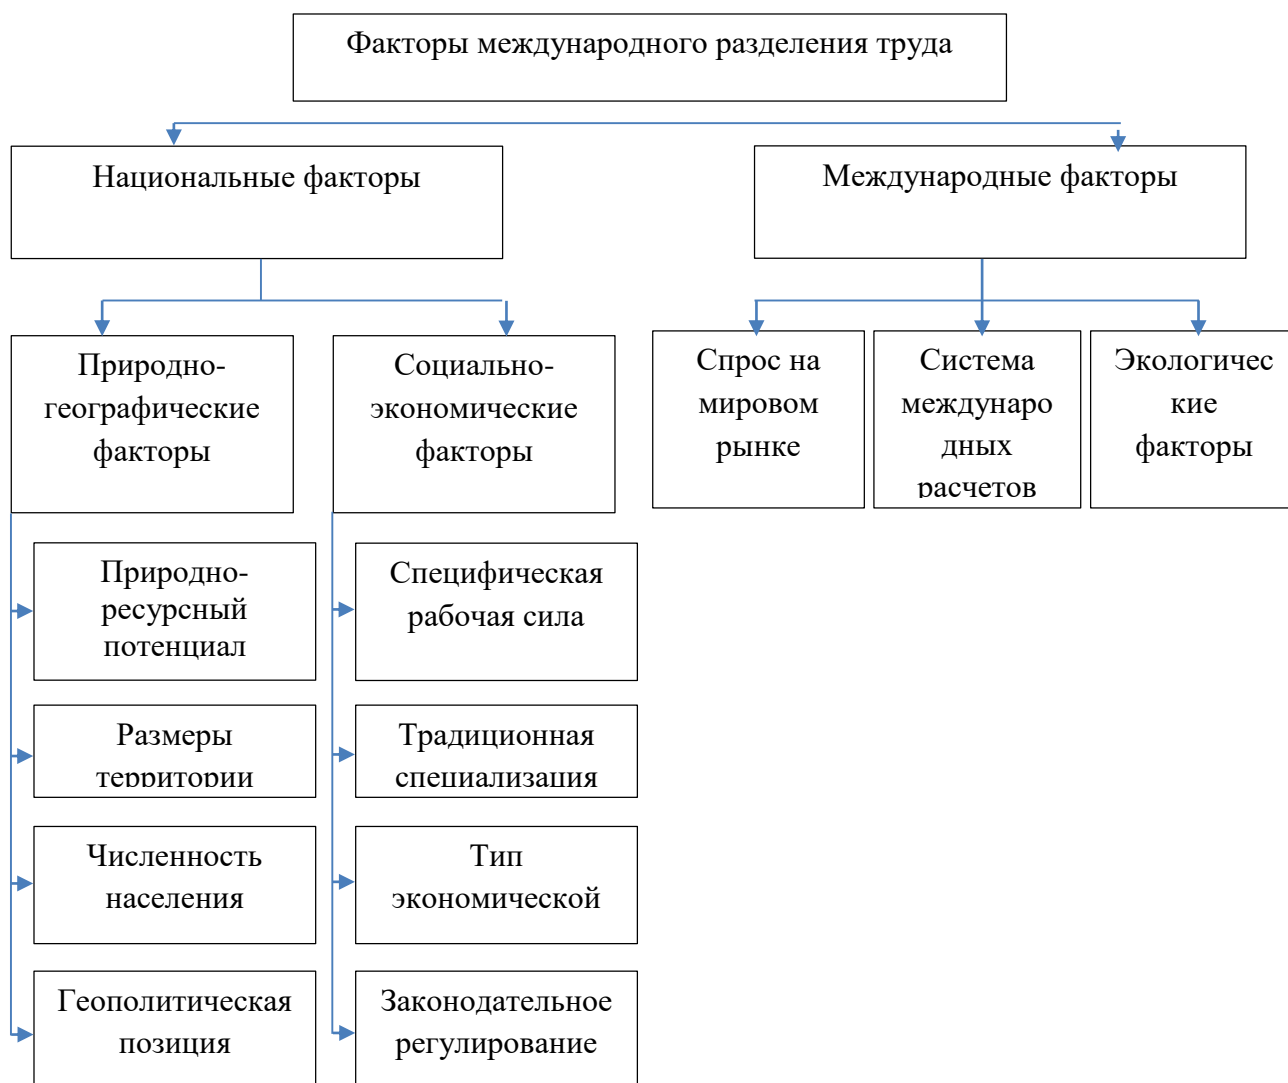 Факторы международного разделения труда
Национальные факторы
Международные факторы
Природно-
географические
факторы
Социально-
экономические
факторы
Спрос на
мировом
рынке
Система
междунаро
дных
расчетов
Экологичес
кие
факторы
Природно-
ресурсный
потенциал
Специфическая
рабочая сила
Размеры
территории
Традиционная
специализация
Численность
населения
Тип
экономической
Геополитическая
позиция
Законодательное
регулирование